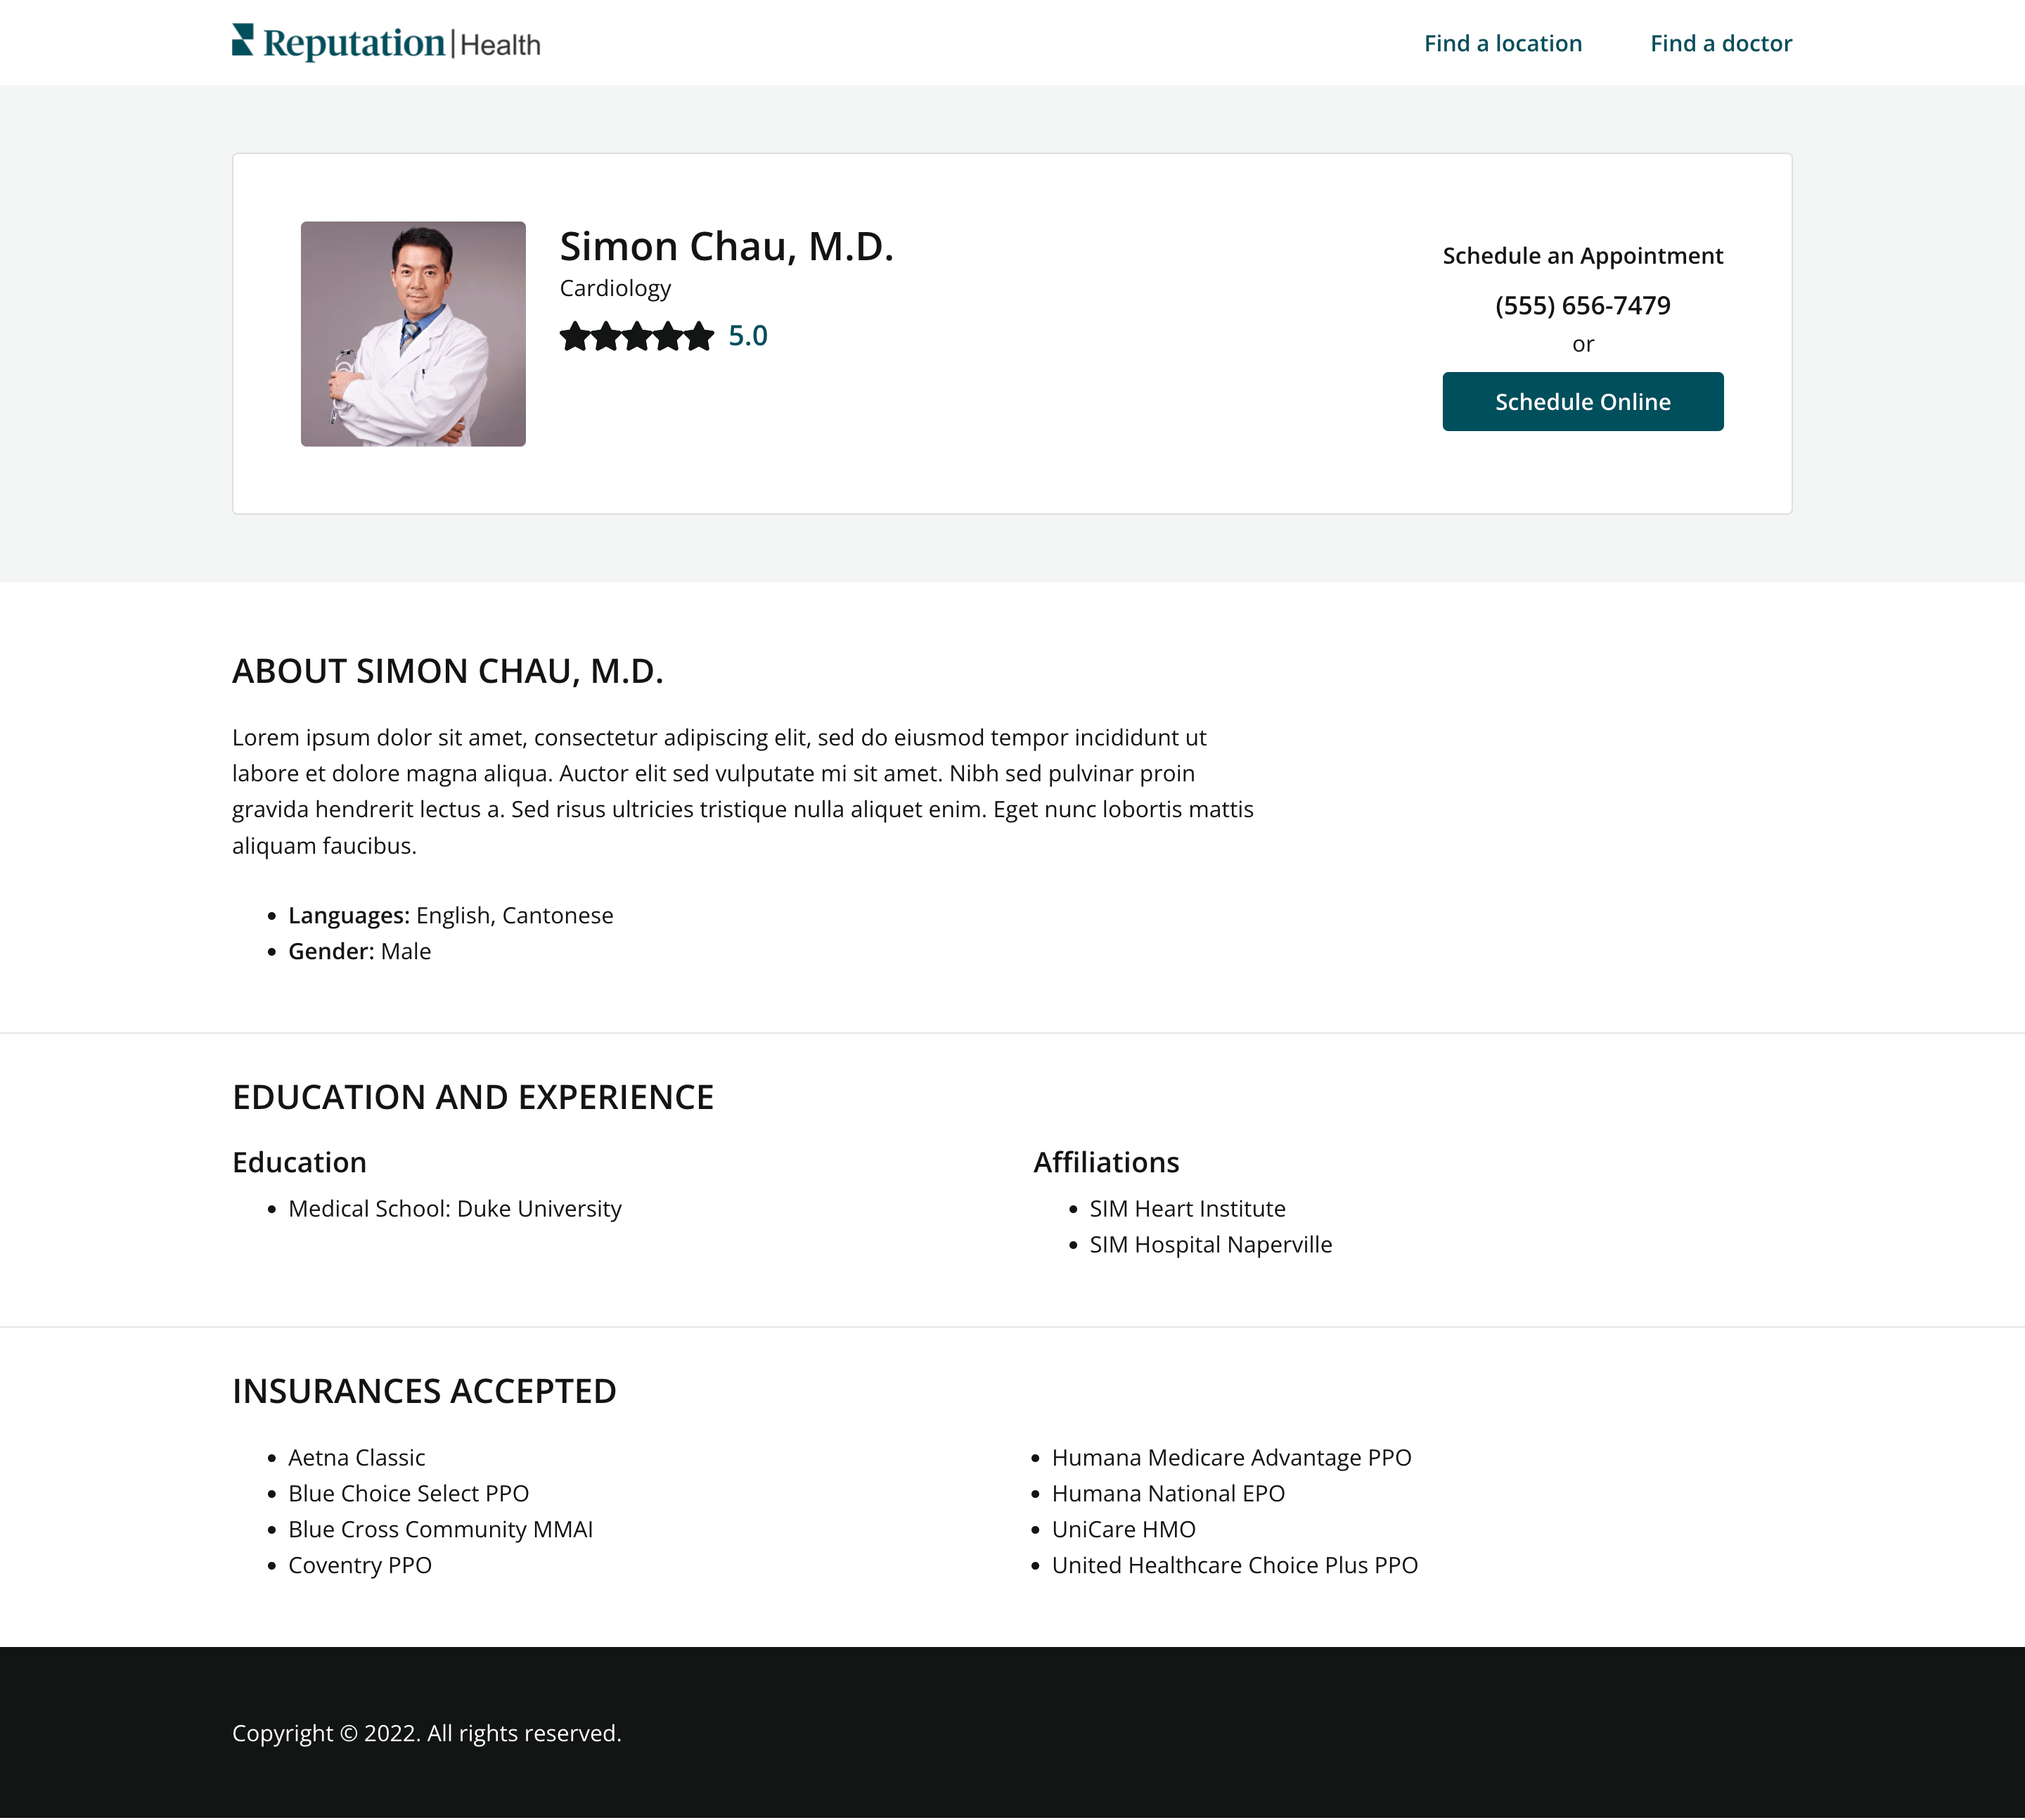 Reputation | Health
Find a location
Find a doctor
Simon Chau, M.D.
Cardiology
5.0
Schedule an Appointment
(555) 656-7479
or
Schedule Online
ABOUT SIMON CHAU, M.D.
Lorem ipsum dolor sit amet, consectetur adipiscing elit, sed do eiusmod tempor incididunt ut
labore et dolore magna aliqua. Auctor elit sed vulputate mi sit amet. Nibh sed pulvinar proin
gravida hendrerit lectus a. Sed risus ultricies tristique nulla aliquet enim. Eget nunc lobortis mattis
aliquam faucibus.
• Languages: English, Cantonese
• Gender: Male
EDUCATION AND EXPERIENCE
Education
• Medical School: Duke University
Affiliations
• SIM Heart Institute
• SIM Hospital Naperville
INSURANCES ACCEPTED
• Aetna Classic
• Blue Choice Select PPO
• Blue Cross Community MMAI
• Coventry PPO
• Humana Medicare Advantage PPO
• Humana National EPO
• UniCare HMO
• United Healthcare Choice Plus PPO
Copyright © 2022. All rights reserved.